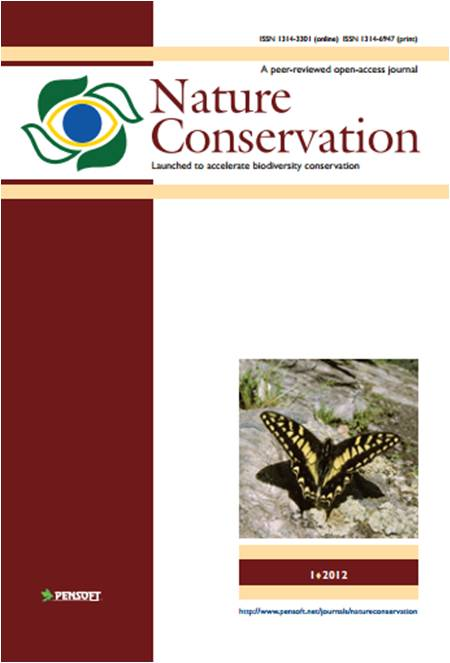 ISSN 1314-3301 (online) ISSN 1314-6947 (print)
A peer-reviewed open-access journal
Nature
Conservation
Launched to accelerate biodiversity conservation
1♦2012
PENSOFT
http://www.pensoft.net/journals/natureconservation